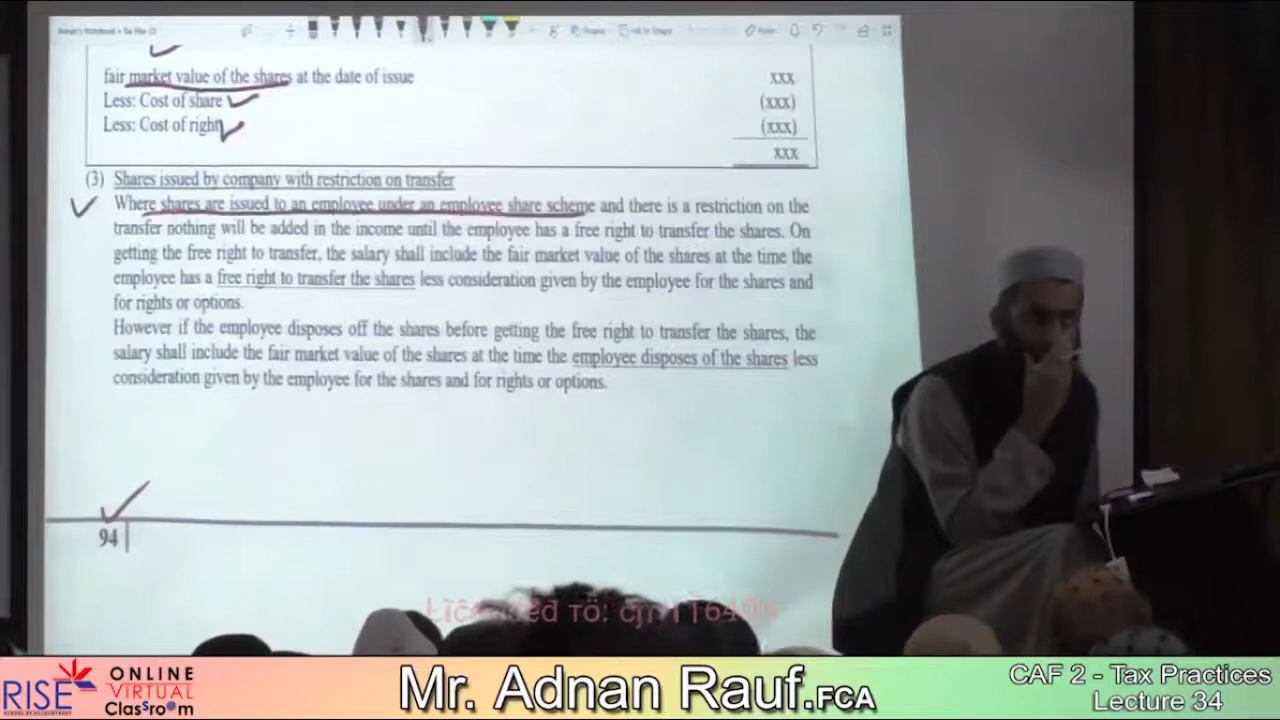 Adnan's Notebook • Tax
fair market value of the shares at the date of issue xxx
Less: Cost of share (xxx)
Less: Cost of right (xxx)
xxx
(3) Shares issued by company with restriction on transfer
Where shares are issued to an employee under an employee share scheme and there is a restriction on the
transfer nothing will be added in the income until the employee has a free right to transfer the shares. On
getting the free right to transfer, the salary shall include the fair market value of the shares at the time the
employee has a free right to transfer the shares less consideration given by the employee for the shares and
for rights or options.
However if the employee disposes off the shares before getting the free right to transfer the shares, the
salary shall include the fair market value of the shares at the time the employee disposes of the shares less
consideration given by the employee for the shares and for rights or options.
94
RISE
ONLINE
VIRTUAL
ClassroOm
Mr. Adnan Rauf.FCA
CAF 2 - Tax Practices
Lecture 34